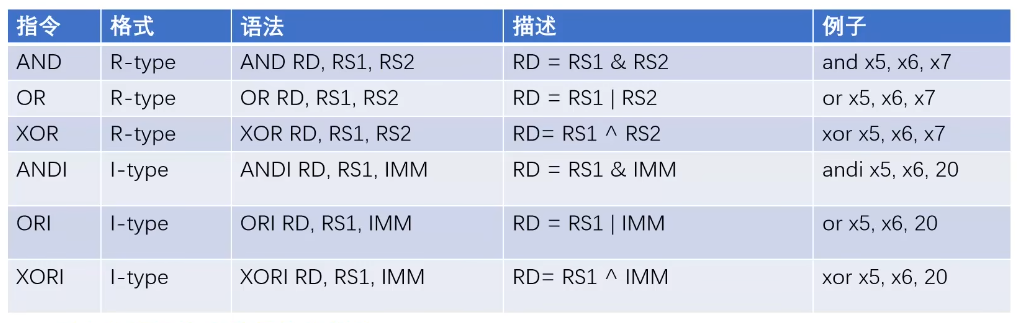 指令 格式 语法 描述 例子
AND R-type AND RD, RS1, RS2 RD = RS1 & RS2 and x5, x6, x7
OR R-type OR RD, RS1, RS2 RD = RS1 | RS2 or x5, x6, x7
XOR R-type XOR RD, RS1, RS2 RD= RS1 ^ RS2 xor x5, x6, x7
ANDI I-type ANDI RD, RS1, IMM RD = RS1 & IMM andi x5, x6, 20
ORI I-type ORI RD, RS1, IMM RD = RS1 | IMM or x5, x6, 20
XORI I-type XORI RD, RS1, IMM RD= RS1 ^ IMM xor x5, x6, 20